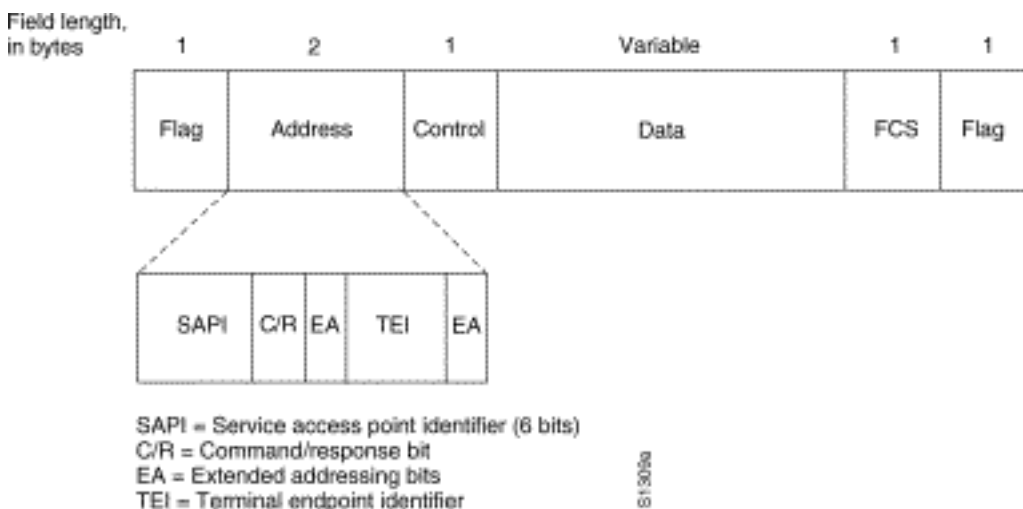 Field length,
in bytes 1 2 1 Variable 1 1
Flag Address Control Data FCS Flag
SAPI C/R EA TEI EA
SAPI = Service access point identifier (6 bits)
C/R = Command/response bit
EA = Extended addressing bits
TEI = Terminal endpoint identifier
S1309a